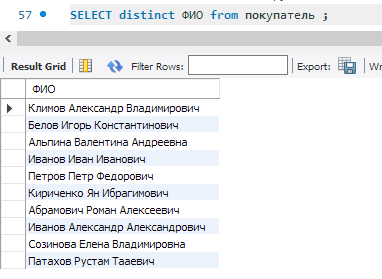 57 SELECT distinct ФИО from покупатель ;
Result Grid Filter Rows: Export: Wr
ФИО
Климов Александр Владимирович
Белов Игорь Константинович
Альпина Валентина Андреевна
Иванов Иван Иванович
Петров Петр Федорович
Кириченко Ян Ибрагимович
Абрамович Роман Алексеевич
Иванов Александр Александрович
Созинова Елена Владимировна
Патахов Рустам Тааевич